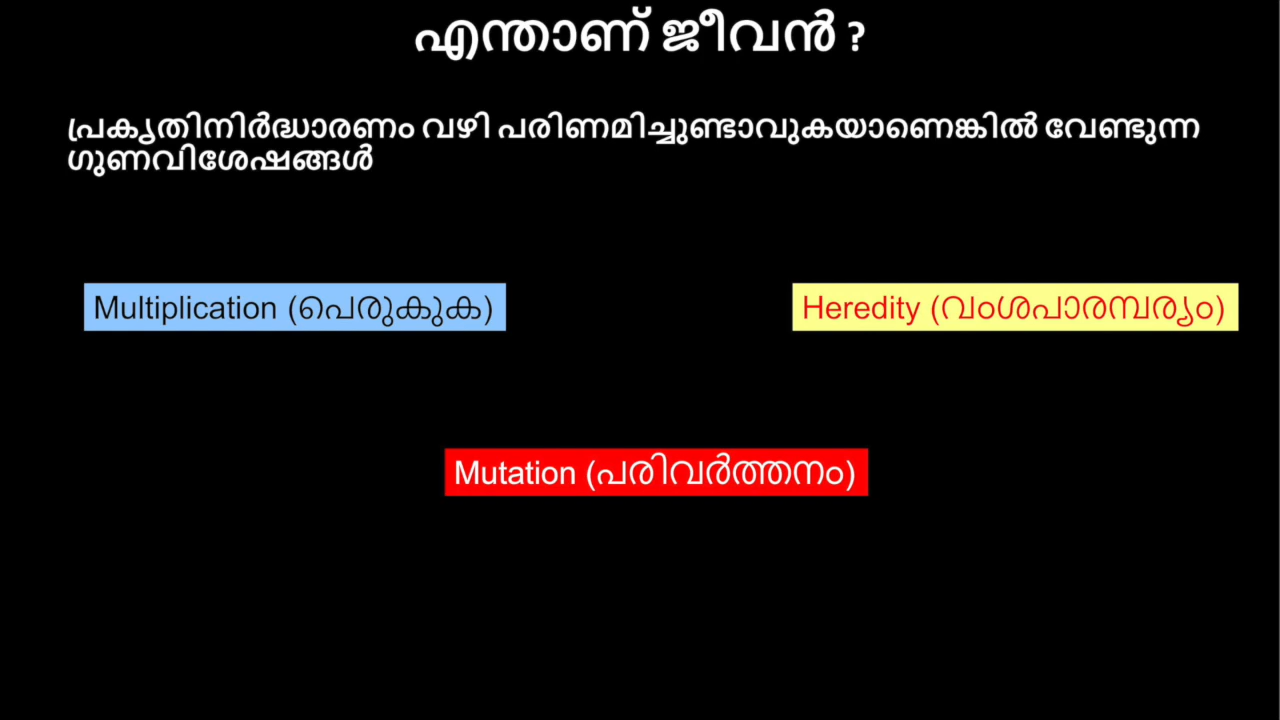 എന്താണ് ജീവൻ ?
പ്രകൃതിനിർദ്ധാരണം വഴി പരിണമിച്ചുണ്ടാവുകയാണെങ്കിൽ വേണ്ടുന്ന
ഗുണവിശേഷങ്ങൾ
Multiplication (പെരുകുക)
Heredity (വംശപാരമ്പര്യം)
Mutation (പരിവർത്തനം)